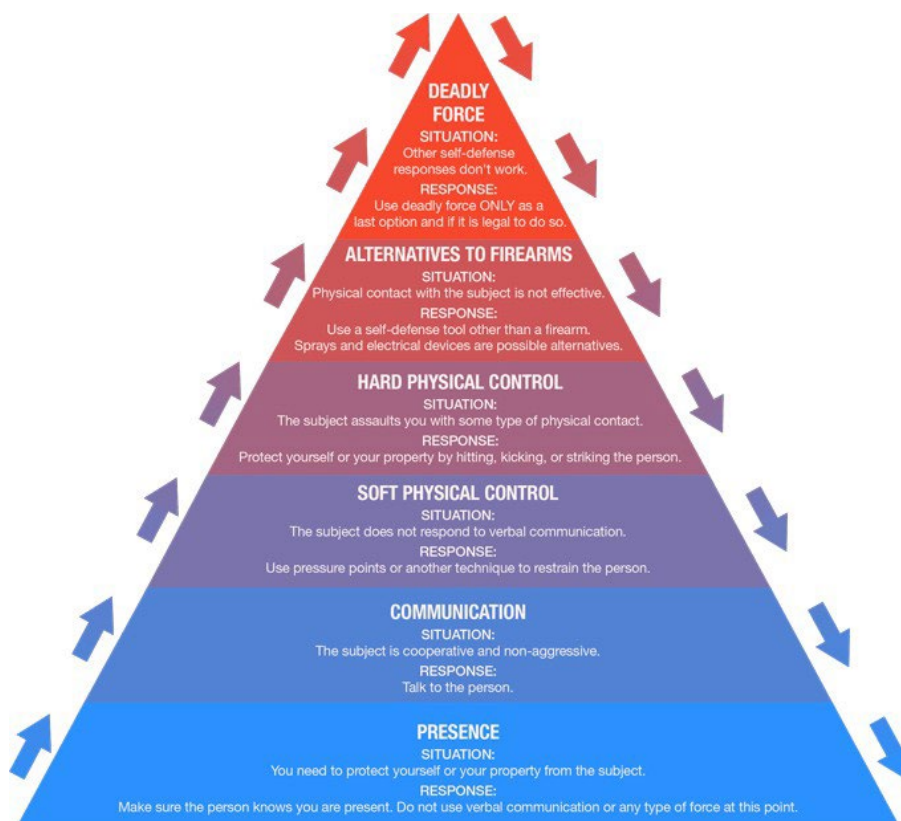 DEADLY
FORCE
SITUATION:
Other self-defense
responses don't work.
RESPONSE:
Use deadly force ONLY as a
last option and if it is legal to do so.
ALTERNATIVES TO FIREARMS
SITUATION:
Physical contact with the subject is not effective.
RESPONSE:
Use a self-defense tool other than a firearm.
Sprays and electrical devices are possible alternatives.
HARD PHYSICAL CONTROL
SITUATION:
The subject assaults you with some type of physical contact.
RESPONSE:
Protect yourself or your property by hitting, kicking, or striking the person.
SOFT PHYSICAL CONTROL
SITUATION:
The subject does not respond to verbal communication.
RESPONSE:
Use pressure points or another technique to restrain the person.
COMMUNICATION
SITUATION:
The subject is cooperative and non-aggressive.
RESPONSE:
Talk to the person.
PRESENCE
SITUATION:
You need to protect yourself or your property from the subject.
RESPONSE:
Make sure the person knows you are present. Do not use verbal communication or any type of force at this point.